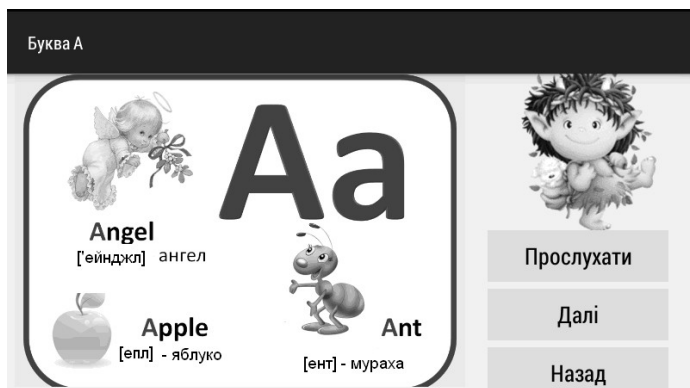 Буква А
Aa
Angel
['ейнджл] ангел
Apple
[епл] - яблуко
Ant
[ент] - мураха
Прослухати
Далі
Назад